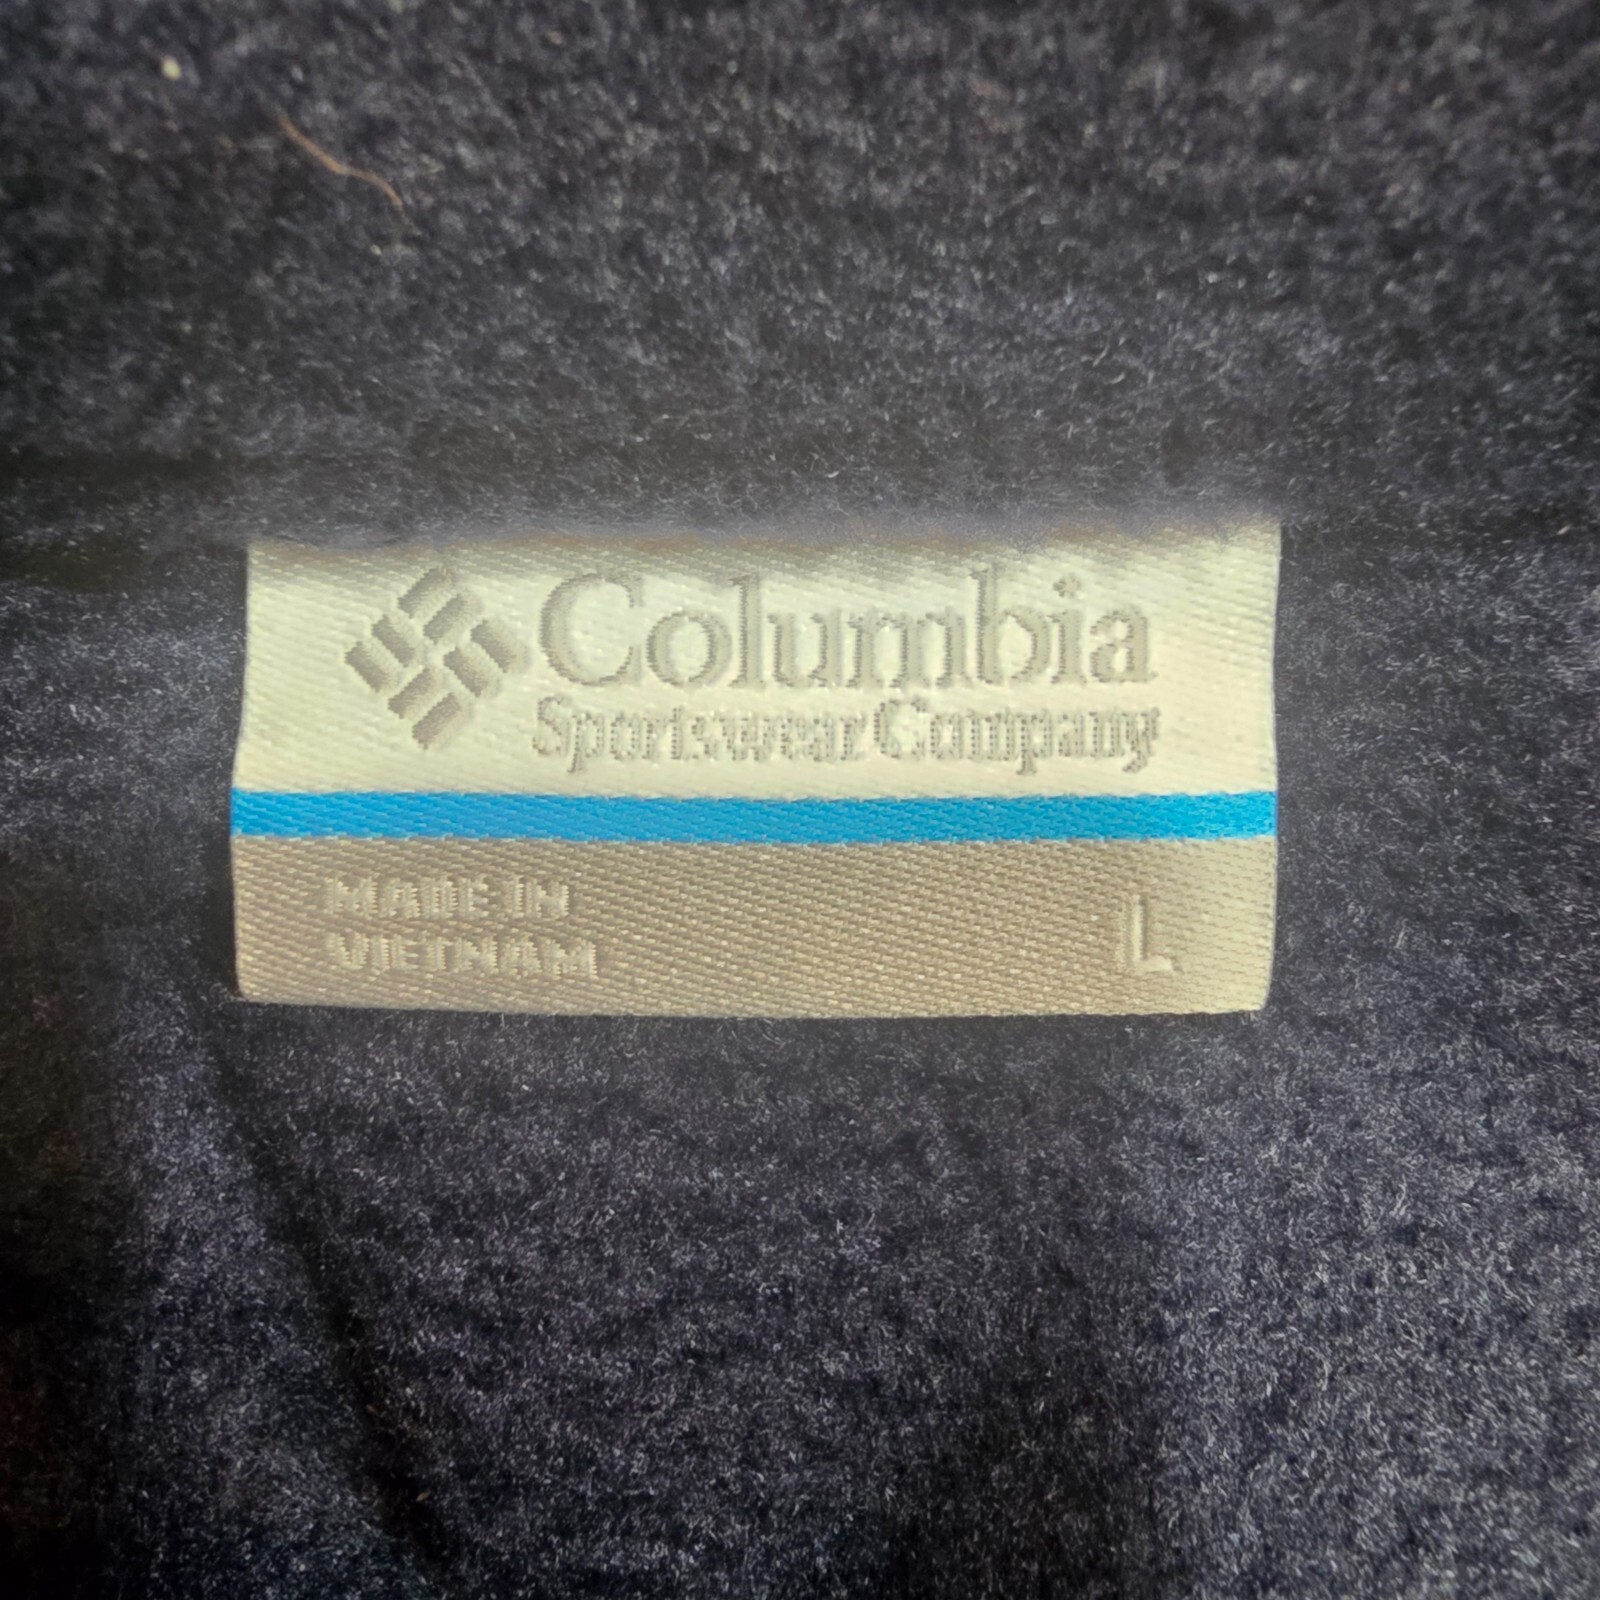 Columbia
Sportswear Company
MADE IN
VIETNAM
L